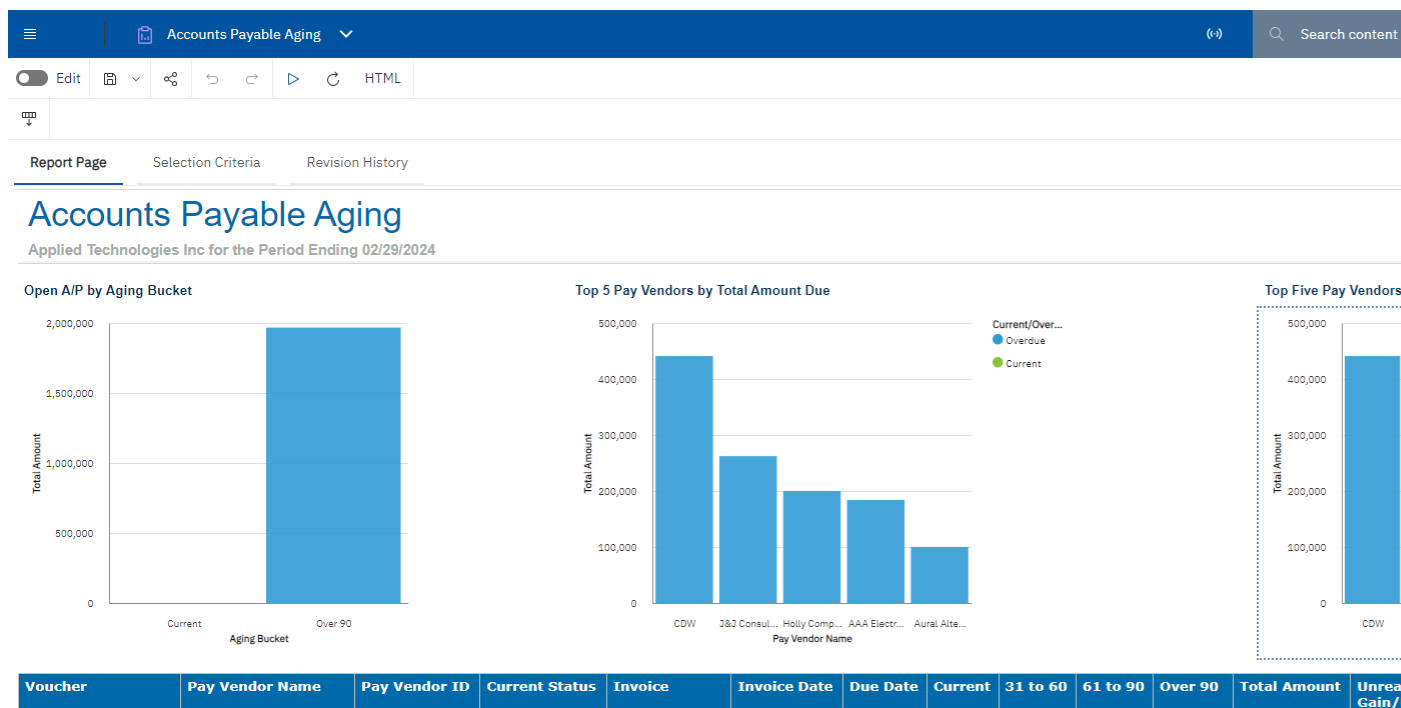 Accounts Payable Aging
Search content
Edit
HTML
Report Page Selection Criteria Revision History
Accounts Payable Aging
Applied Technologies Inc for the Period Ending 02/29/2024
Open A/P by Aging Bucket
2,000,000
1,500,000
1,000,000
500,000
0
Total Amount
Current Over 90
Aging Bucket
Top 5 Pay Vendors by Total Amount Due
500,000
400,000
300,000
200,000
100,000
0
Total Amount
CDW J&J Consul... Holly Comp... AAA Electr... Aural Alte...
Pay Vendor Name
Current/Over...
Overdue
Current
Top Five Pay Vendors
500,000
400,000
300,000
200,000
100,000
0
Total Amount
CDW
Voucher Pay Vendor Name Pay Vendor ID Current Status Invoice Invoice Date Due Date Current 31 to 60 61 to 90 Over 90 Total Amount Unrea
Gain/